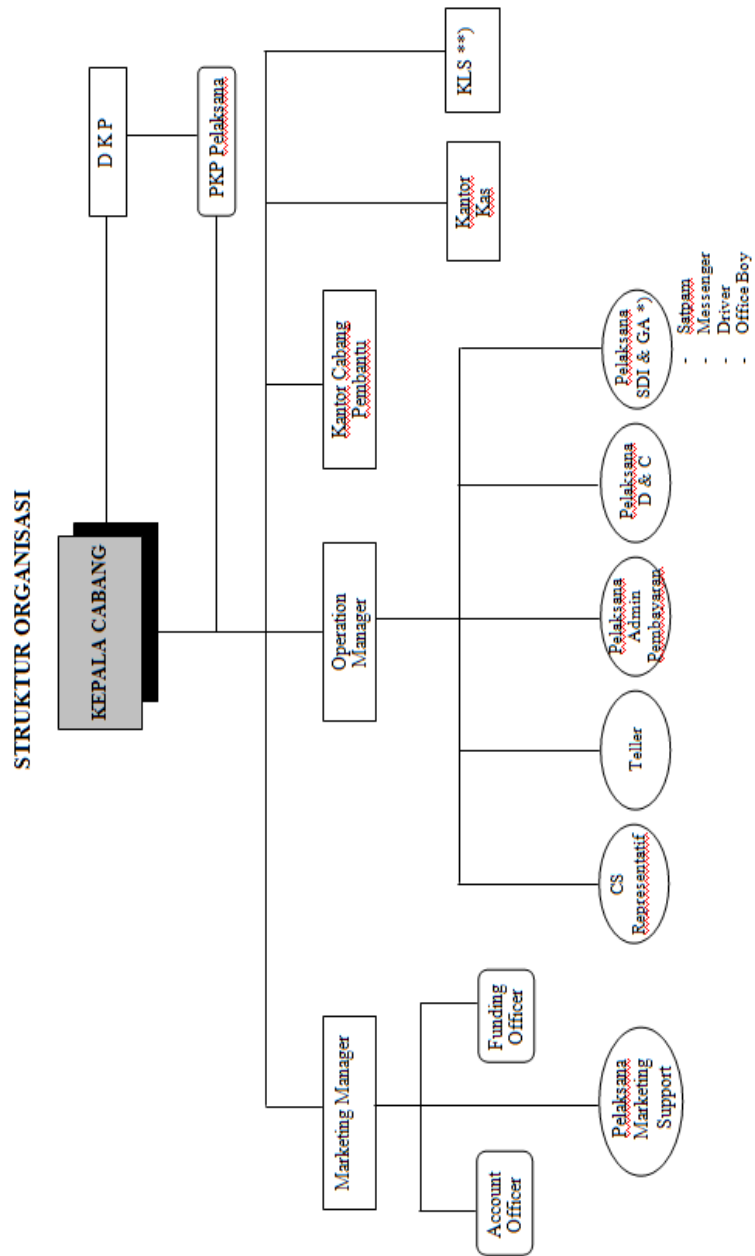 STRUKTUR ORGANISASI
KEPALA CABANG
D K P
PKP Pelaksana
Marketing Manager
Operation
Manager
Kantor Cabang
Pembantu
Kantor
Kas
KLS **)
Account
Officer
Funding
Officer
Pelaksana
Marketing
Support
CS
Representatif
Teller
Pelaksana
Admin
Pembayaran
Pelaksana
D & C
Pelaksana
SDI & GA *)
- Satpam
- Messenger
- Driver
- Office Boy